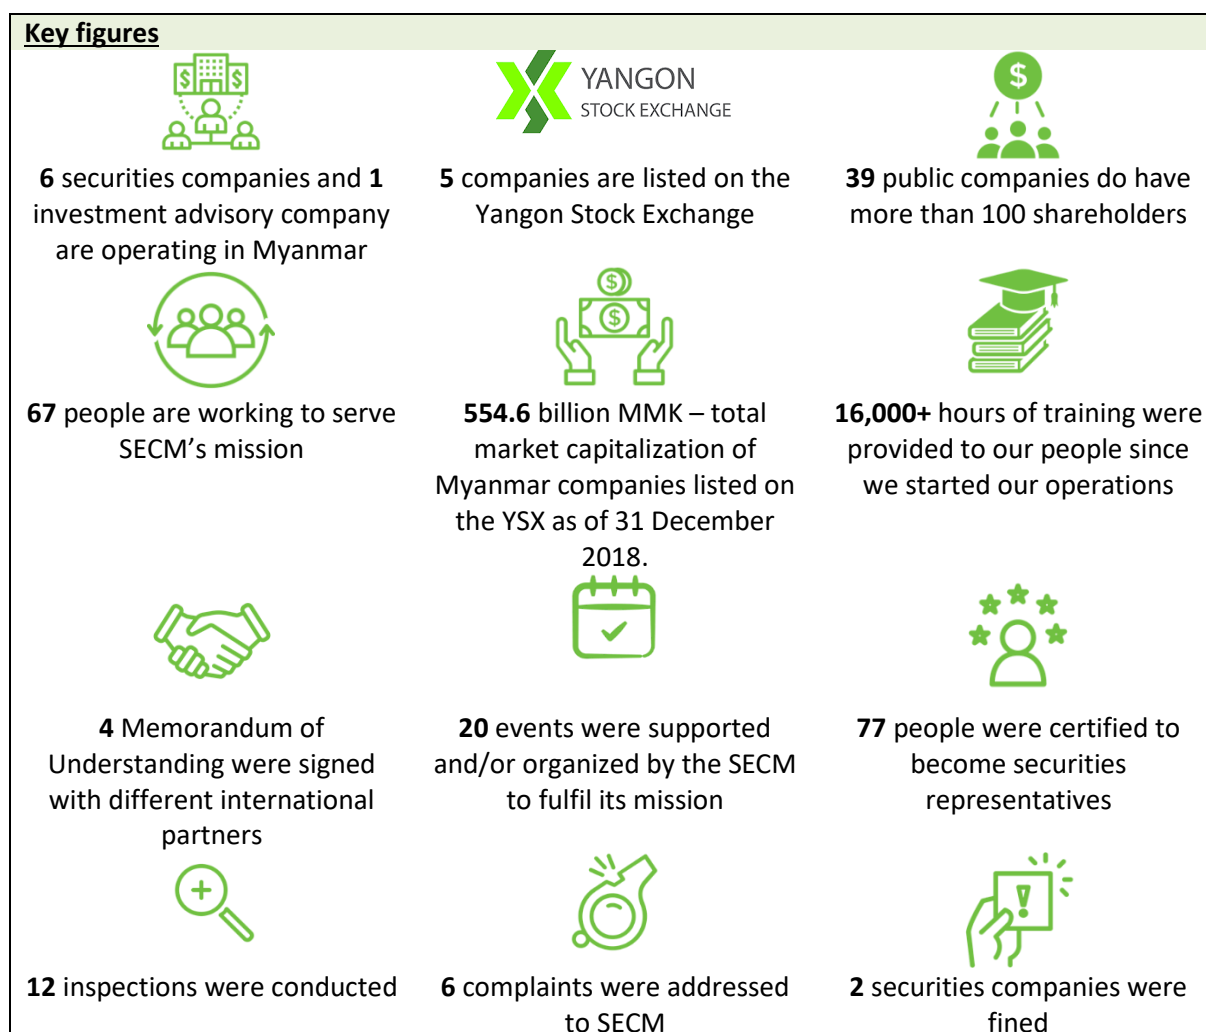 Key figures
YANGON
STOCK EXCHANGE
6 securities companies and 1
investment advisory company
are operating in Myanmar
5 companies are listed on the
Yangon Stock Exchange
39 public companies do have
more than 100 shareholders
67 people are working to serve
SECM’s mission
554.6 billion MMK – total
market capitalization of
Myanmar companies listed on
the YSX as of 31 December
2018.
16,000+ hours of training were
provided to our people since
we started our operations
4 Memorandum of
Understanding were signed
with different international
partners
20 events were supported
and/or organized by the SECM
to fulfil its mission
77 people were certified to
become securities
representatives
12 inspections were conducted
6 complaints were addressed
to SECM
2 securities companies were
fined